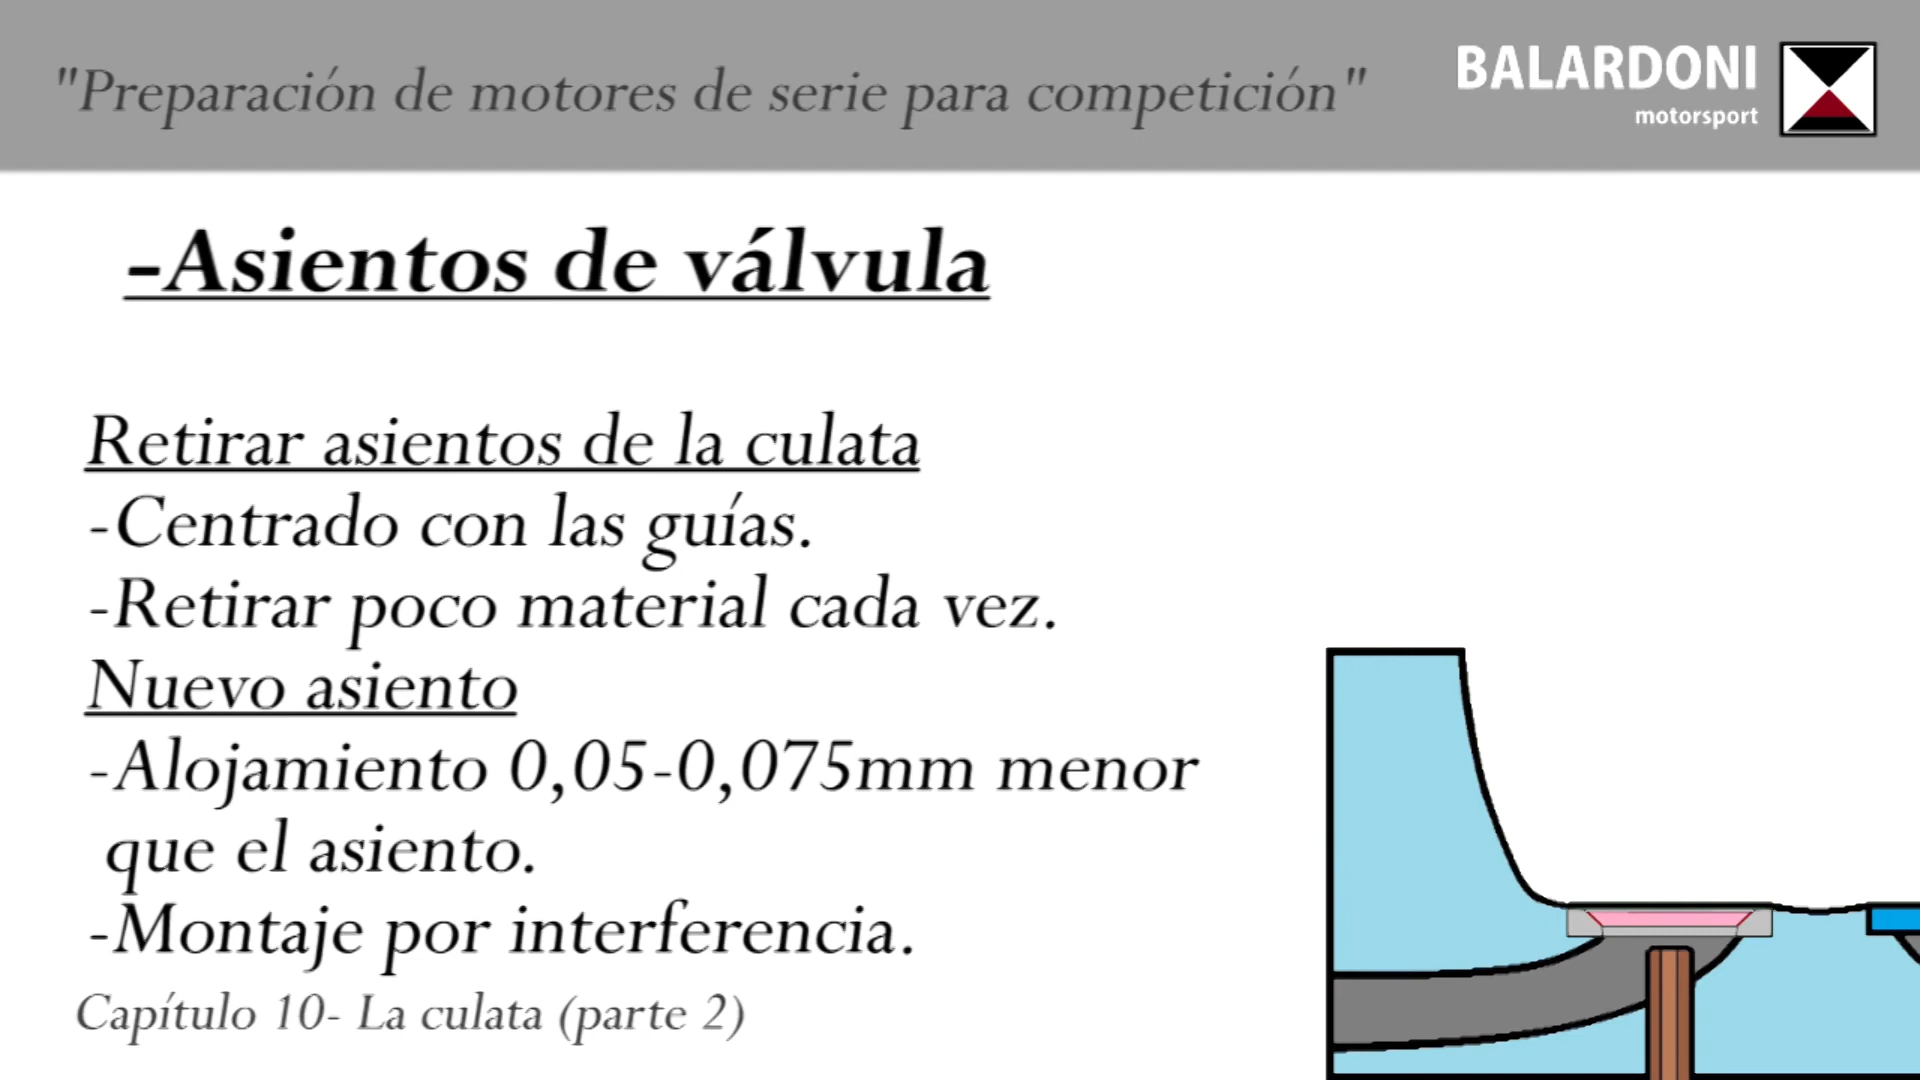 "Preparación de motores de serie para competición"
BALARDONI
motorsport
-Asientos de válvula
Retirar asientos de la culata
-Centrado con las guías.
-Retirar poco material cada vez.
Nuevo asiento
-Alojamiento 0,05-0,075mm menor
que el asiento.
-Montaje por interferencia.
Capítulo 10- La culata (parte 2)